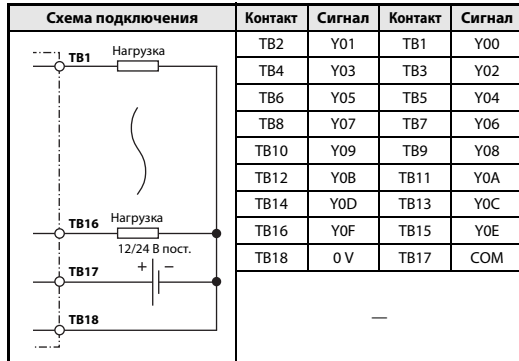 Схема подключения Контакт Сигнал Контакт Сигнал
TB2 Y01 TB1 Y00
TB4 Y03 TB3 Y02
TB6 Y05 TB5 Y04
TB8 Y07 TB7 Y06
TB10 Y09 TB9 Y08
TB12 Y0B TB11 Y0A
TB14 Y0D TB13 Y0C
TB16 Y0F TB15 Y0E
TB18 0 V TB17 COM
—
Нагрузка
TB1
Нагрузка
TB16
12/24 В пост.
+ −
TB17
TB18